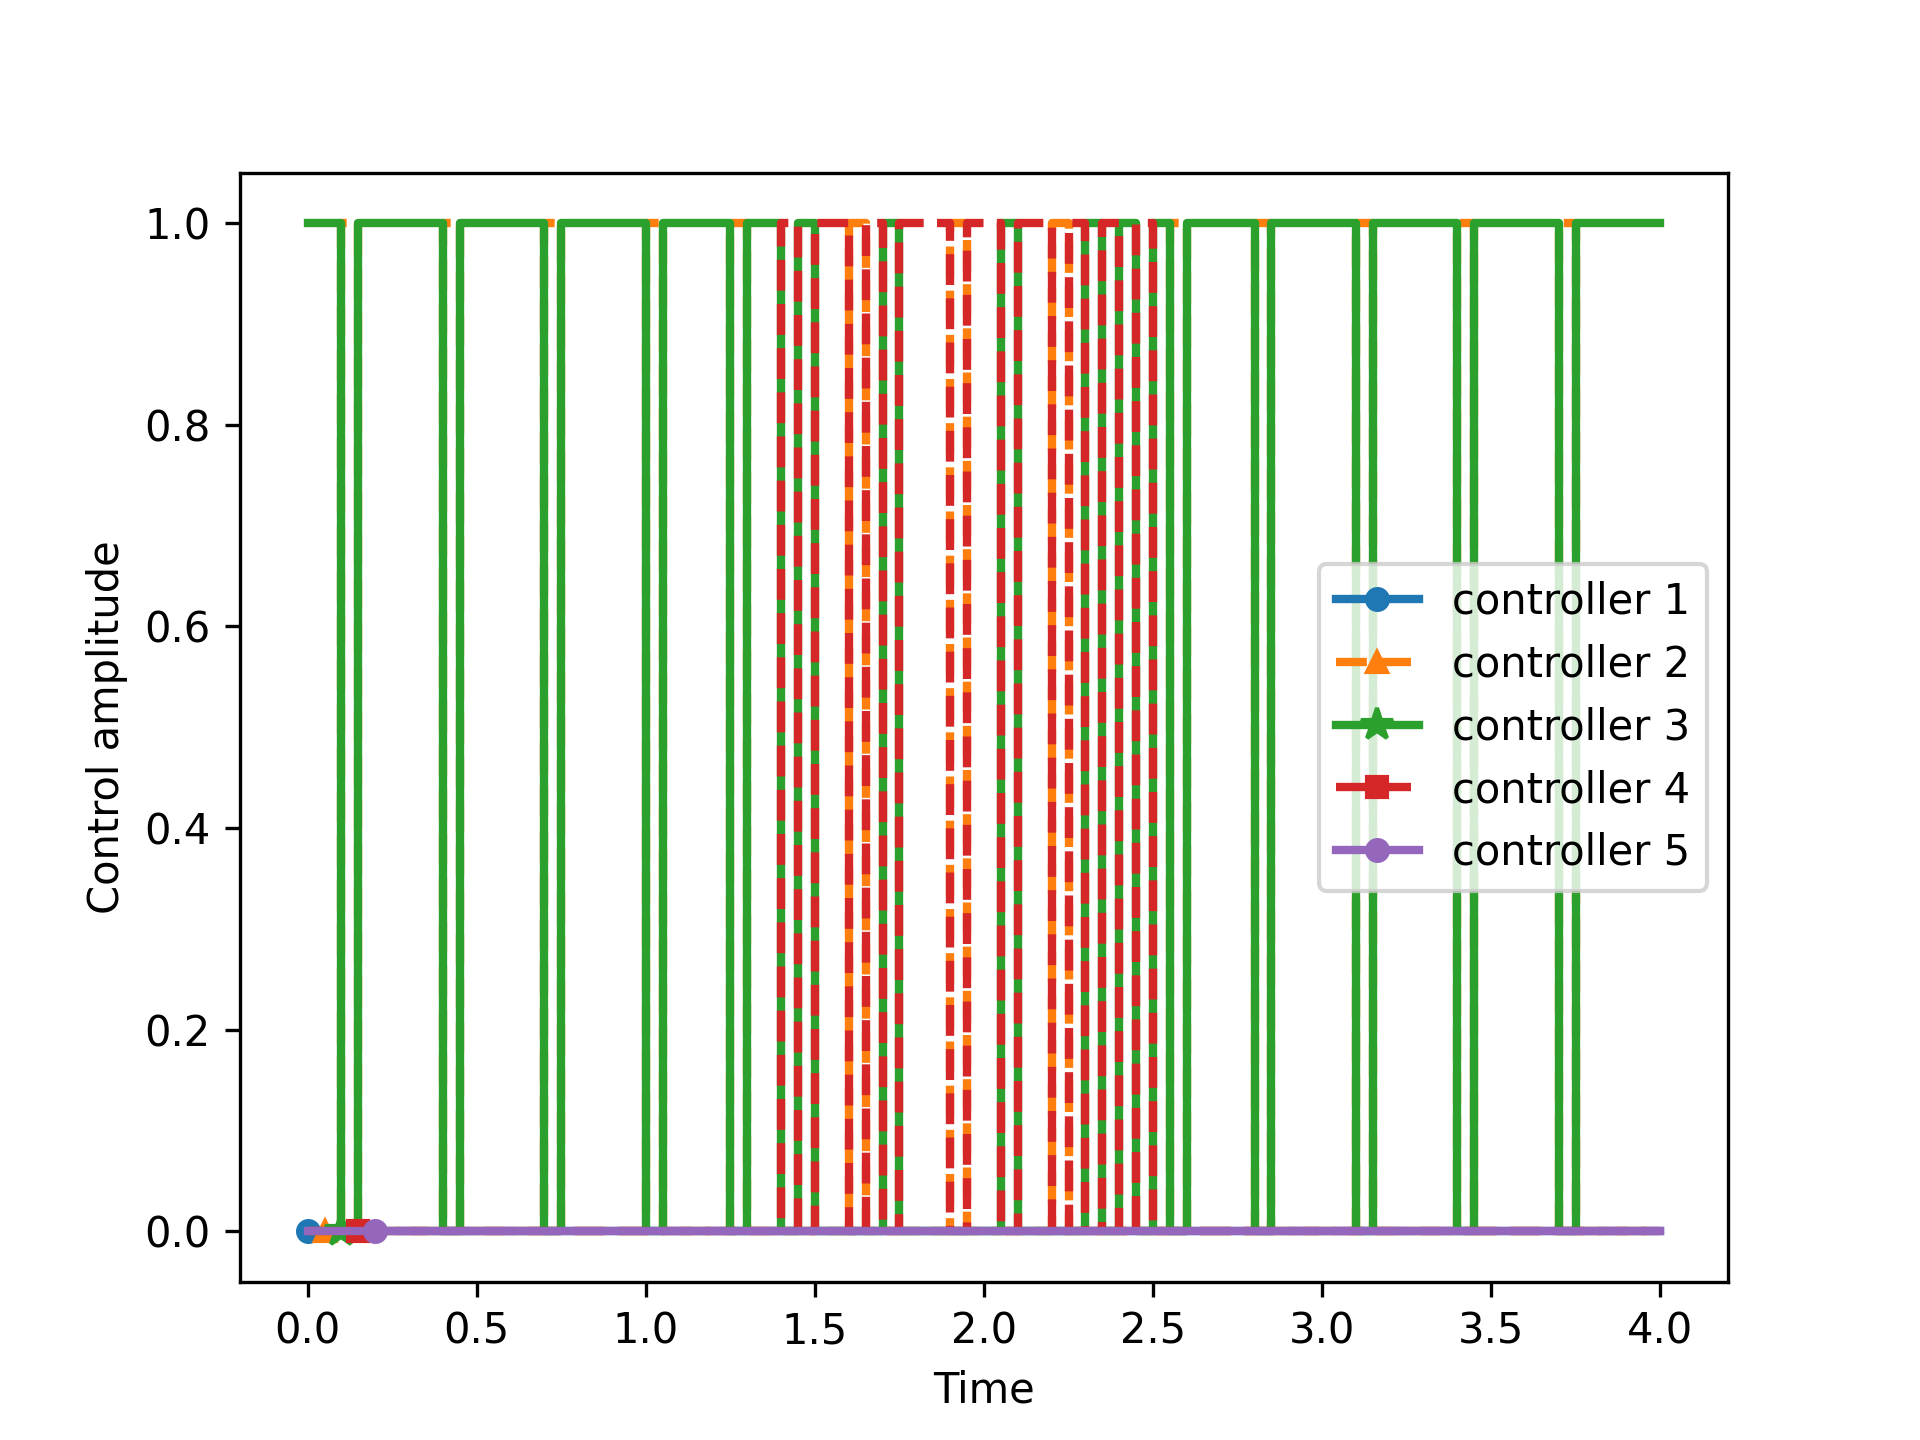 1.0
0.8
0.6
0.4
0.2
0.0
Control amplitude
controller 1
controller 2
controller 3
controller 4
controller 5
0.0 0.5 1.0 1.5 2.0 2.5 3.0 3.5 4.0
Time